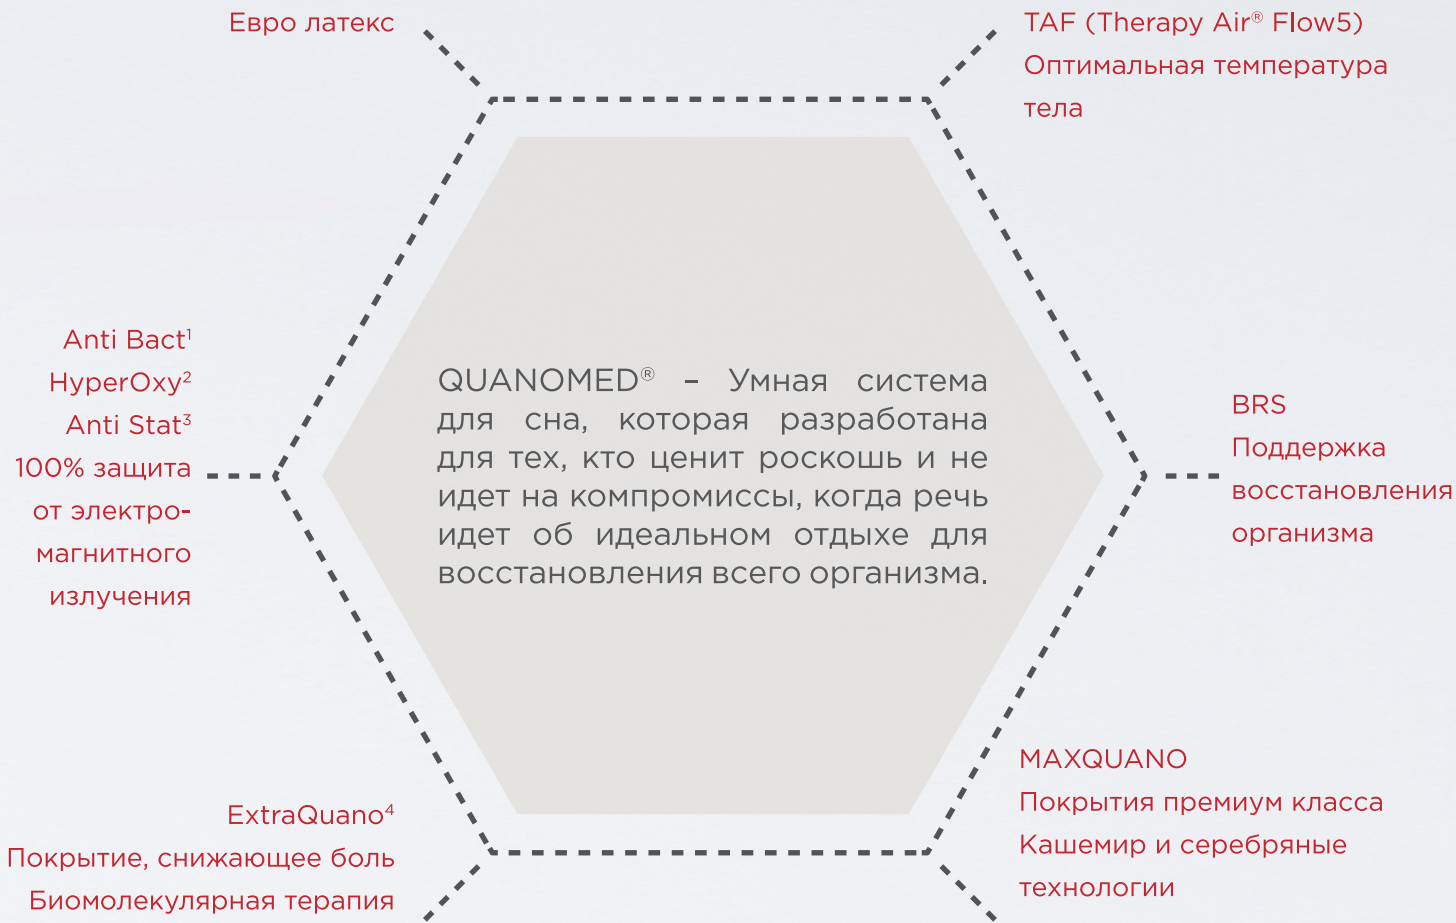 Евро латекс
TAF (Therapy Air® Flow5)
Оптимальная температура
тела
Anti Bact¹
HyperOxy²
Anti Stat³
100% защита
от электро-
магнитного
излучения
QUANOMED® – Умная система
для сна, которая разработана
для тех, кто ценит роскошь и не
идет на компромиссы, когда речь
идет об идеальном отдыхе для
восстановления всего организма.
BRS
Поддержка
восстановления
организма
ExtraQuano⁴
Покрытие, снижающее боль
Биомолекулярная терапия
MAXQUANO
Покрытия премиум класса
Кашемир и серебряные
технологии